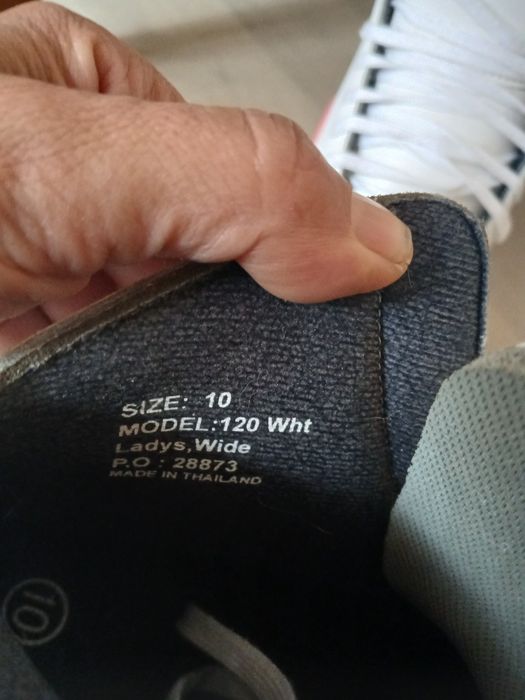 SIZE: 10
MODEL:120 Wht
Ladys,Wide
P.O : 28873
MADE IN THAILAND
10